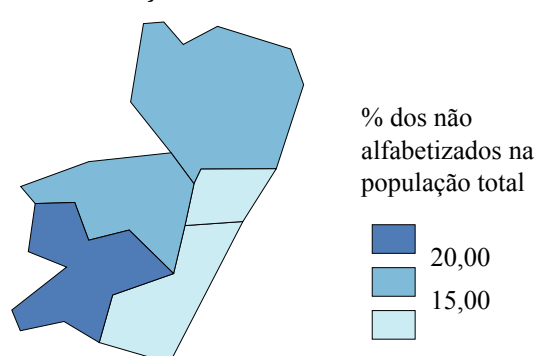 % dos não
alfabetizados na
população total
20,00
15,00